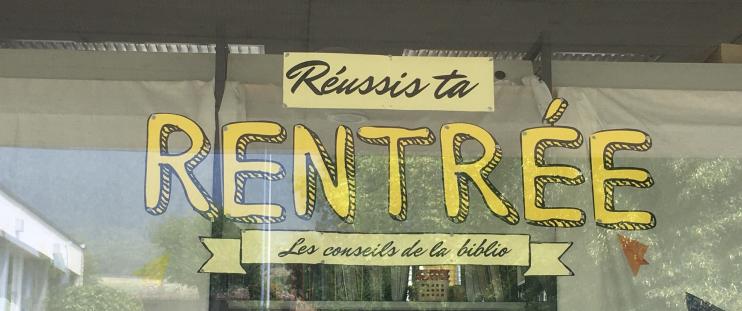 Réussis ta
RENTRÉE
Les conseils de la biblio